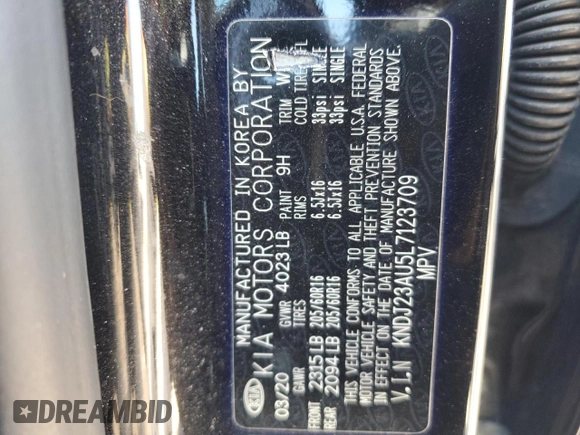 KIA
MANUFACTURED IN KOREA BY
KIA MOTORS CORPORATION
03/20 GVWR 4023 LB PAINT 9H TRIM
GAWR TIRES RIMS COLD TIRE
FRONT 2315 LB 205/60R16 6.5Jx16 33psi SINGLE
REAR 2094 LB 205/60R16 6.5Jx16 33psi SINGLE
THIS VEHICLE CONFORMS TO ALL APPLICABLE U.S.A. FEDERAL
MOTOR VEHICLE SAFETY AND THEFT PREVENTION STANDARDS
IN EFFECT ON THE DATE OF MANUFACTURE SHOWN ABOVE.
V.I.N KNDJ23AU5L7123709
MPV
DREAMBID